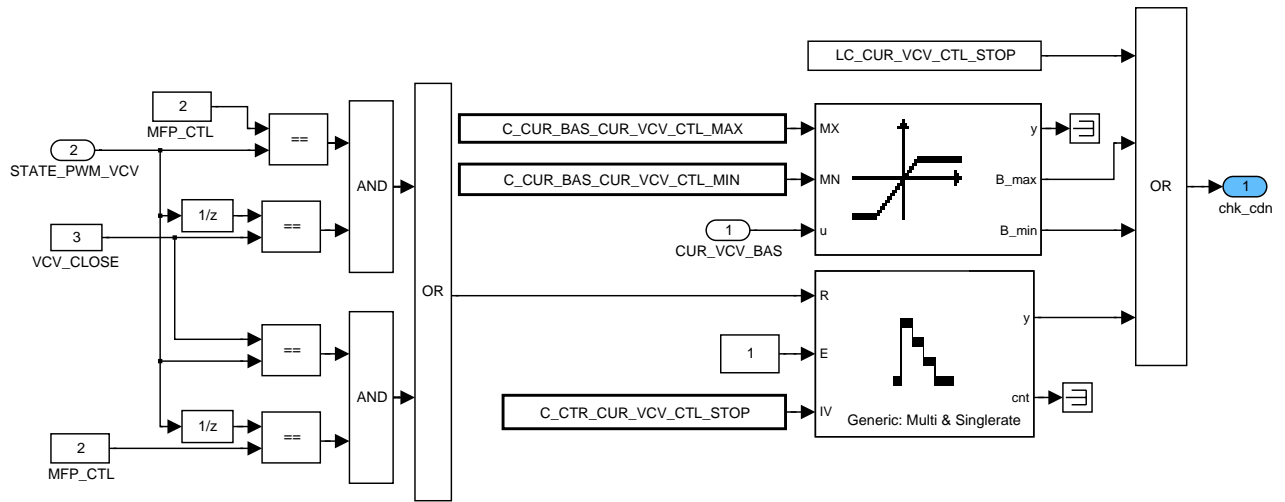 LC_CUR_VCV_CTL_STOP
2
MFP_CTL
==
2
STATE_PWM_VCV
AND
1/z
==
3
VCV_CLOSE
OR
==
AND
1/z
==
2
MFP_CTL
C_CUR_BAS_CUR_VCV_CTL_MAX
C_CUR_BAS_CUR_VCV_CTL_MIN
1
CUR_VCV_BAS
MX
MN
u
y
B_max
B_min
R
E
IV
1
C_CTR_CUR_VCV_CTL_STOP
y
cnt
Generic: Multi & Singlerate
OR
1
chk_cdn